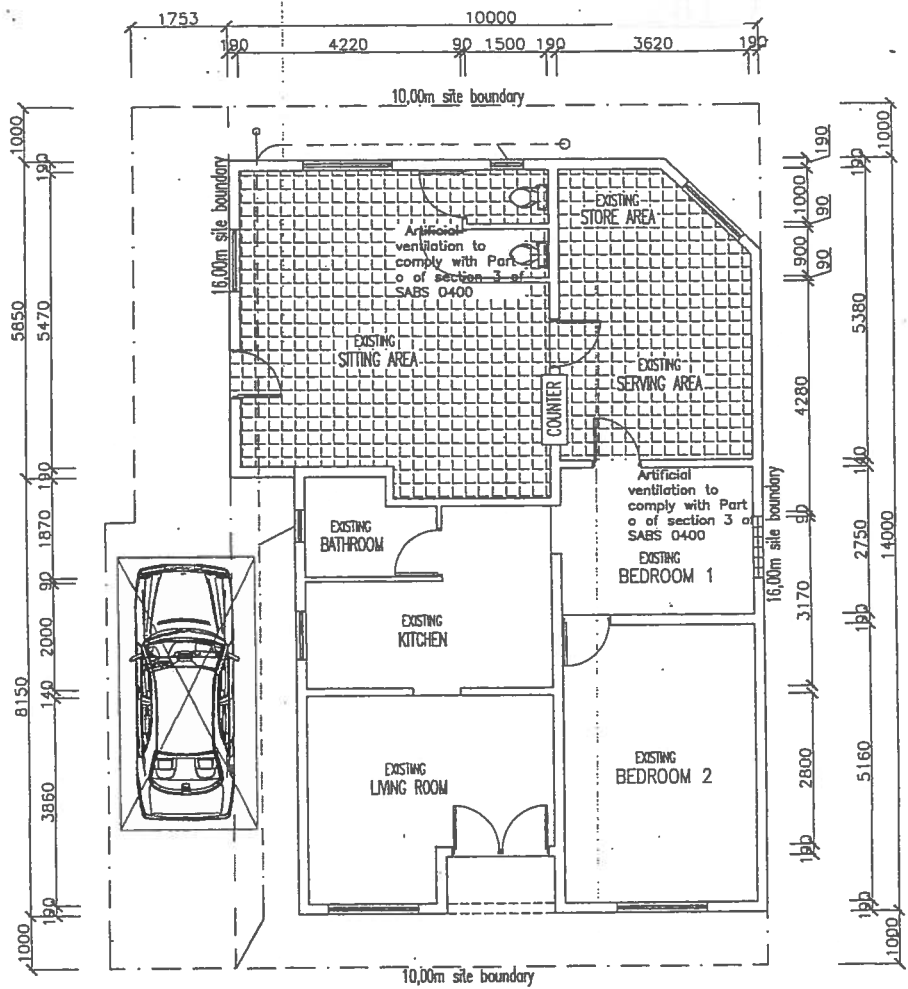 1753
10000
190
4220
90
1500
190
3620
190
10,00m site boundary
1000
190
5850
5470
190
1870
90
2000
8150
140
3860
190
1000
16,00m site boundary
EXISTING
STORE AREA
Artificial
ventilation to
comply with Part
o of section 3 of
SABS 0400
EXISTING
SITTING AREA
EXISTING
SERVING AREA
COUNTER
Artificial
ventilation to
comply with Part
o of section 3 of
SABS 0400
EXISTING
BATHROOM
EXISTING
BEDROOM 1
16,00m site boundary
EXISTING
KITCHEN
EXISTING
LIVING ROOM
EXISTING
BEDROOM 2
190
1000
90
900
90
4280
90
3170
2800
190
190
5380
140
2750
190
5160
190
1000
14000
1000
10,00m site boundary